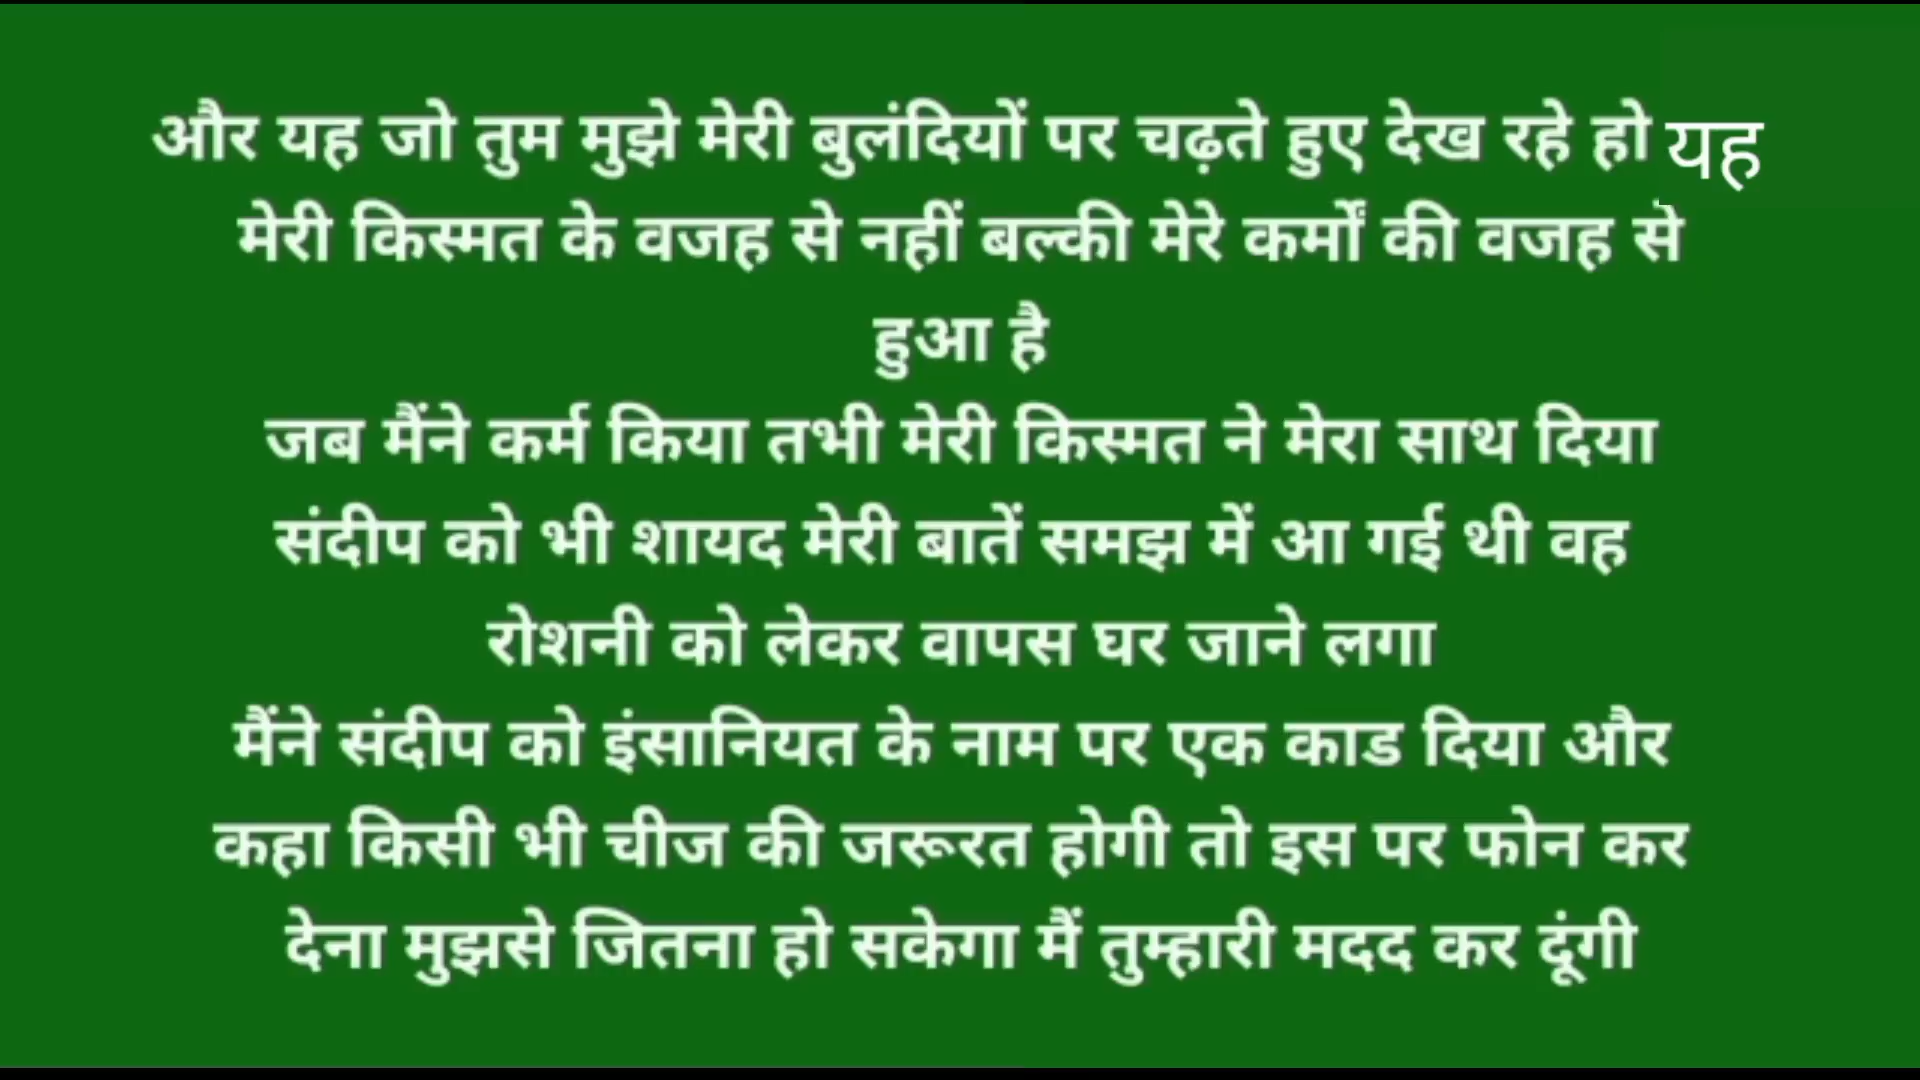 और यह जो तुम मुझे मेरी बुलंदियों पर चढ़ते हुए देख रहे हो यह
मेरी किस्मत के वजह से नहीं बल्की मेरे कर्मों की वजह से
हुआ है
जब मैंने कर्म किया तभी मेरी किस्मत ने मेरा साथ दिया
संदीप को भी शायद मेरी बातें समझ में आ गई थी वह
रोशनी को लेकर वापस घर जाने लगा
मैंने संदीप को इंसानियत के नाम पर एक काड दिया और
कहा किसी भी चीज की जरूरत होगी तो इस पर फोन कर
देना मुझसे जितना हो सकेगा मैं तुम्हारी मदद कर दूंगी